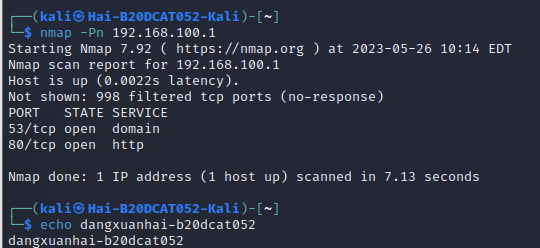 ┌──(kali㉿Hai-B20DCAT052-Kali)-[~]
└─$ nmap -Pn 192.168.100.1
Starting Nmap 7.92 ( https://nmap.org ) at 2023-05-26 10:14 EDT
Nmap scan report for 192.168.100.1
Host is up (0.0022s latency).
Not shown: 998 filtered tcp ports (no-response)
PORT   STATE SERVICE
53/tcp open  domain
80/tcp open  http
Nmap done: 1 IP address (1 host up) scanned in 7.13 seconds
┌──(kali㉿Hai-B20DCAT052-Kali)-[~]
└─$ echo dangxuanhai-b20dcat052
dangxuanhai-b20dcat052